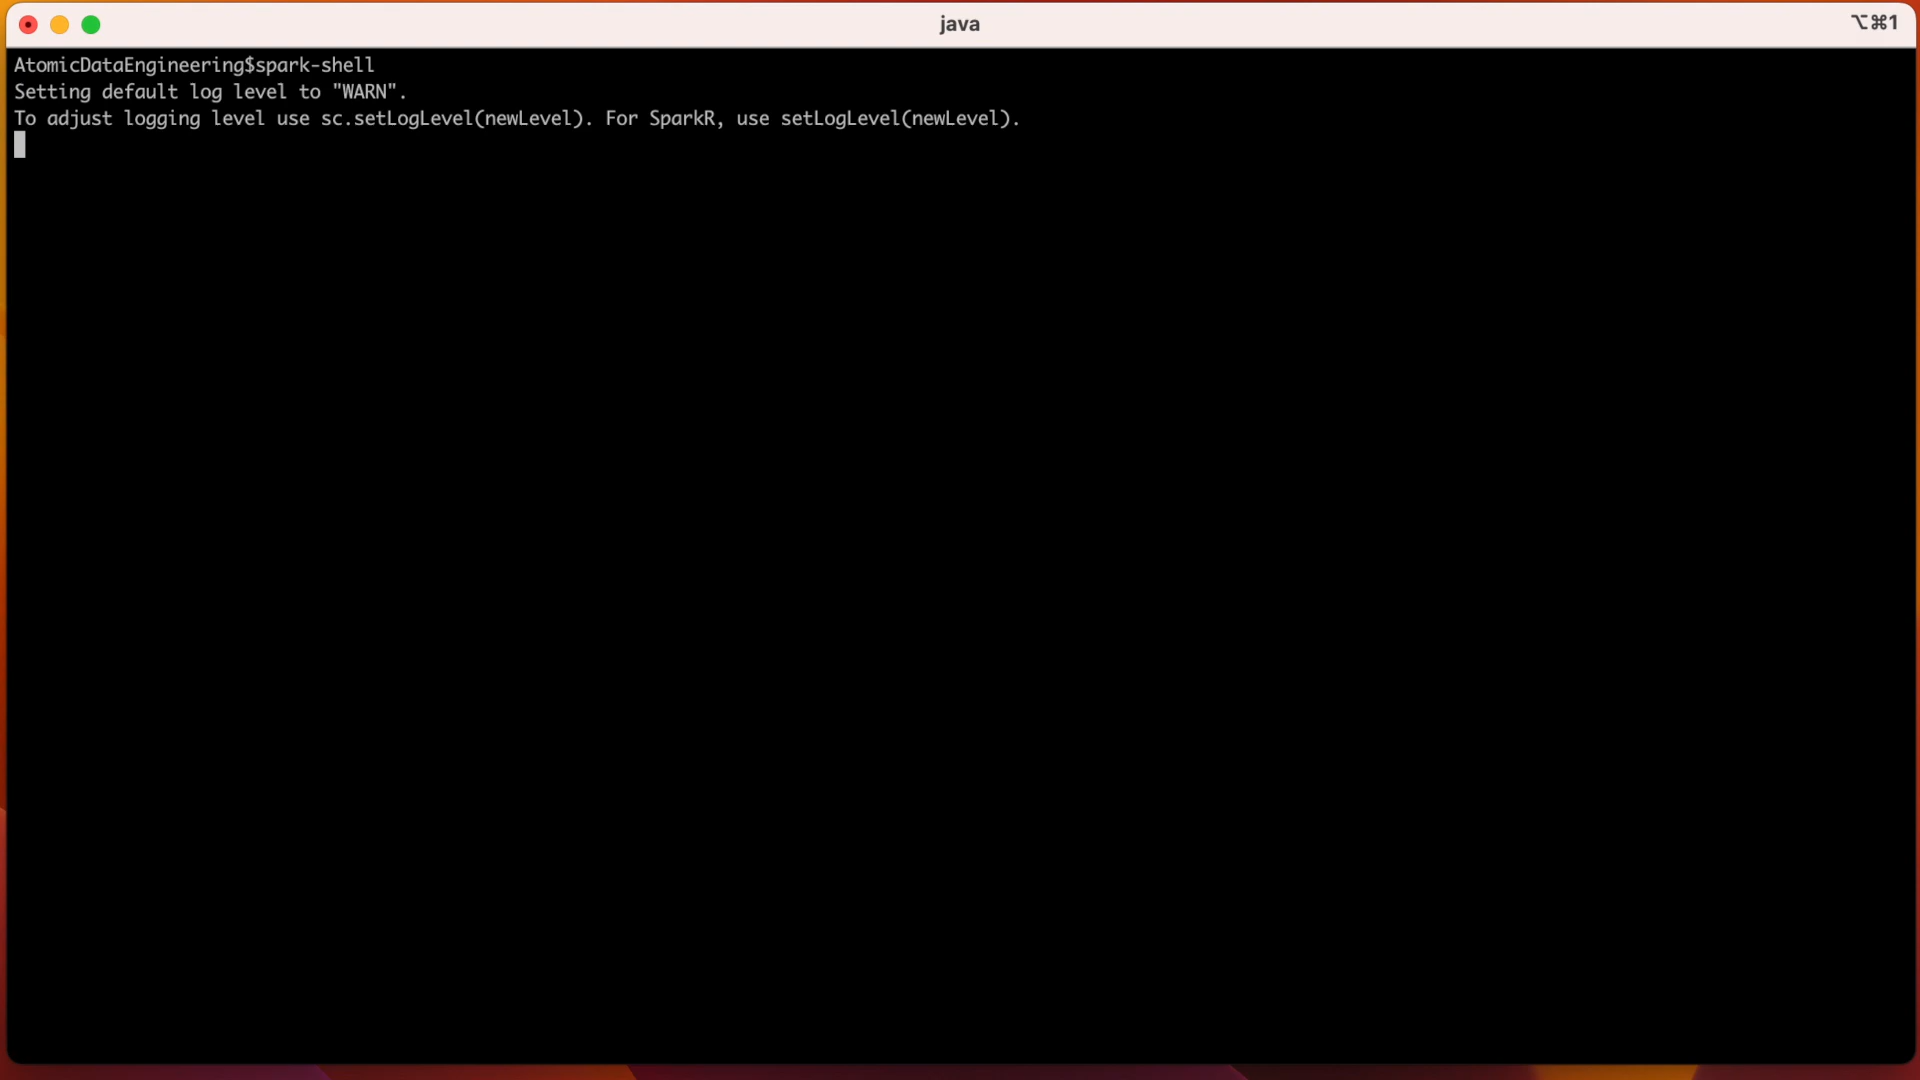 java
⌥⌘1
AtomicDataEngineering$spark-shell
Setting default log level to "WARN".
To adjust logging level use sc.setLogLevel(newLevel). For SparkR, use setLogLevel(newLevel).